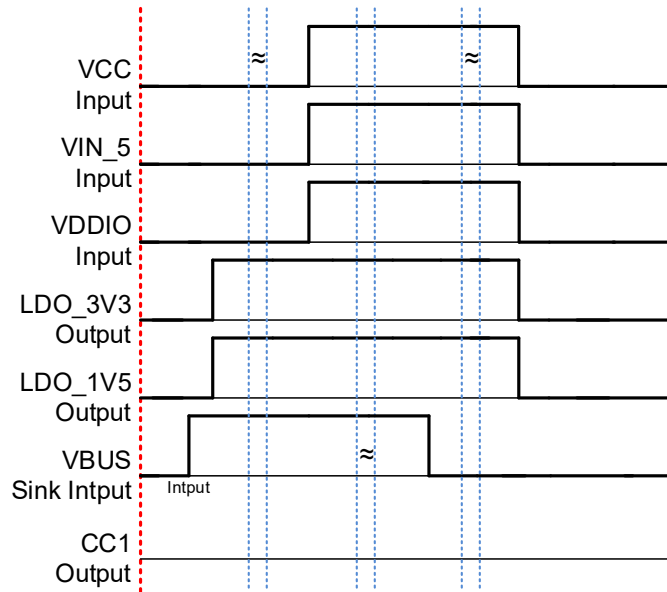 ≈
≈
VCC
Input
VIN_5
Input
VDDIO
Input
LDO_3V3
Output
LDO_1V5
Output
VBUS
≈
Sink Intput
Intput
CC1
Output